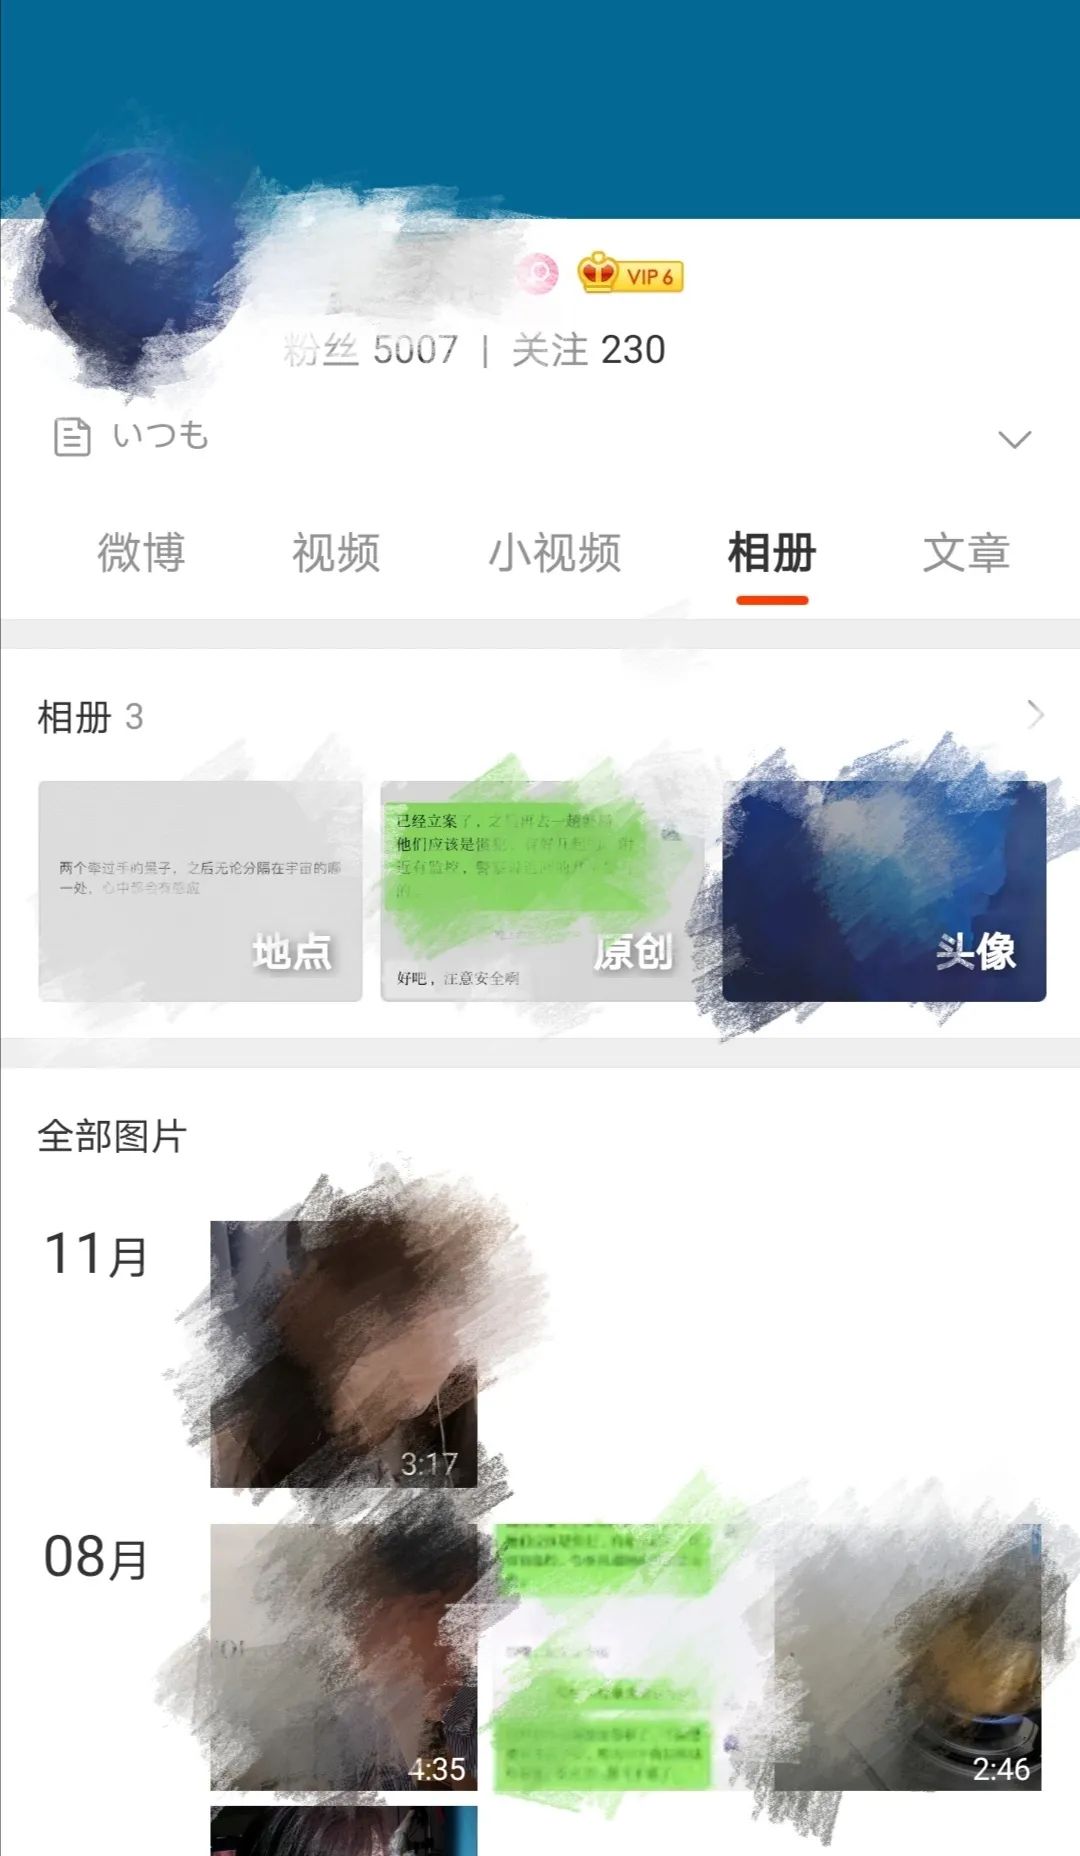 VIP 6
粉丝 5007 | 关注 230
いつも
微博 视频 小视频 相册 文章
相册 3
两个牵过手的量子，之后无论分隔在宇宙的哪
一处，心中都会有感应
地点
已经立案了，之后再去一趟
他们应该是
近有监控，警察
的
好吧，注意安全啊
原创
头像
全部图片
11月
3:17
08月
4:35
2:46